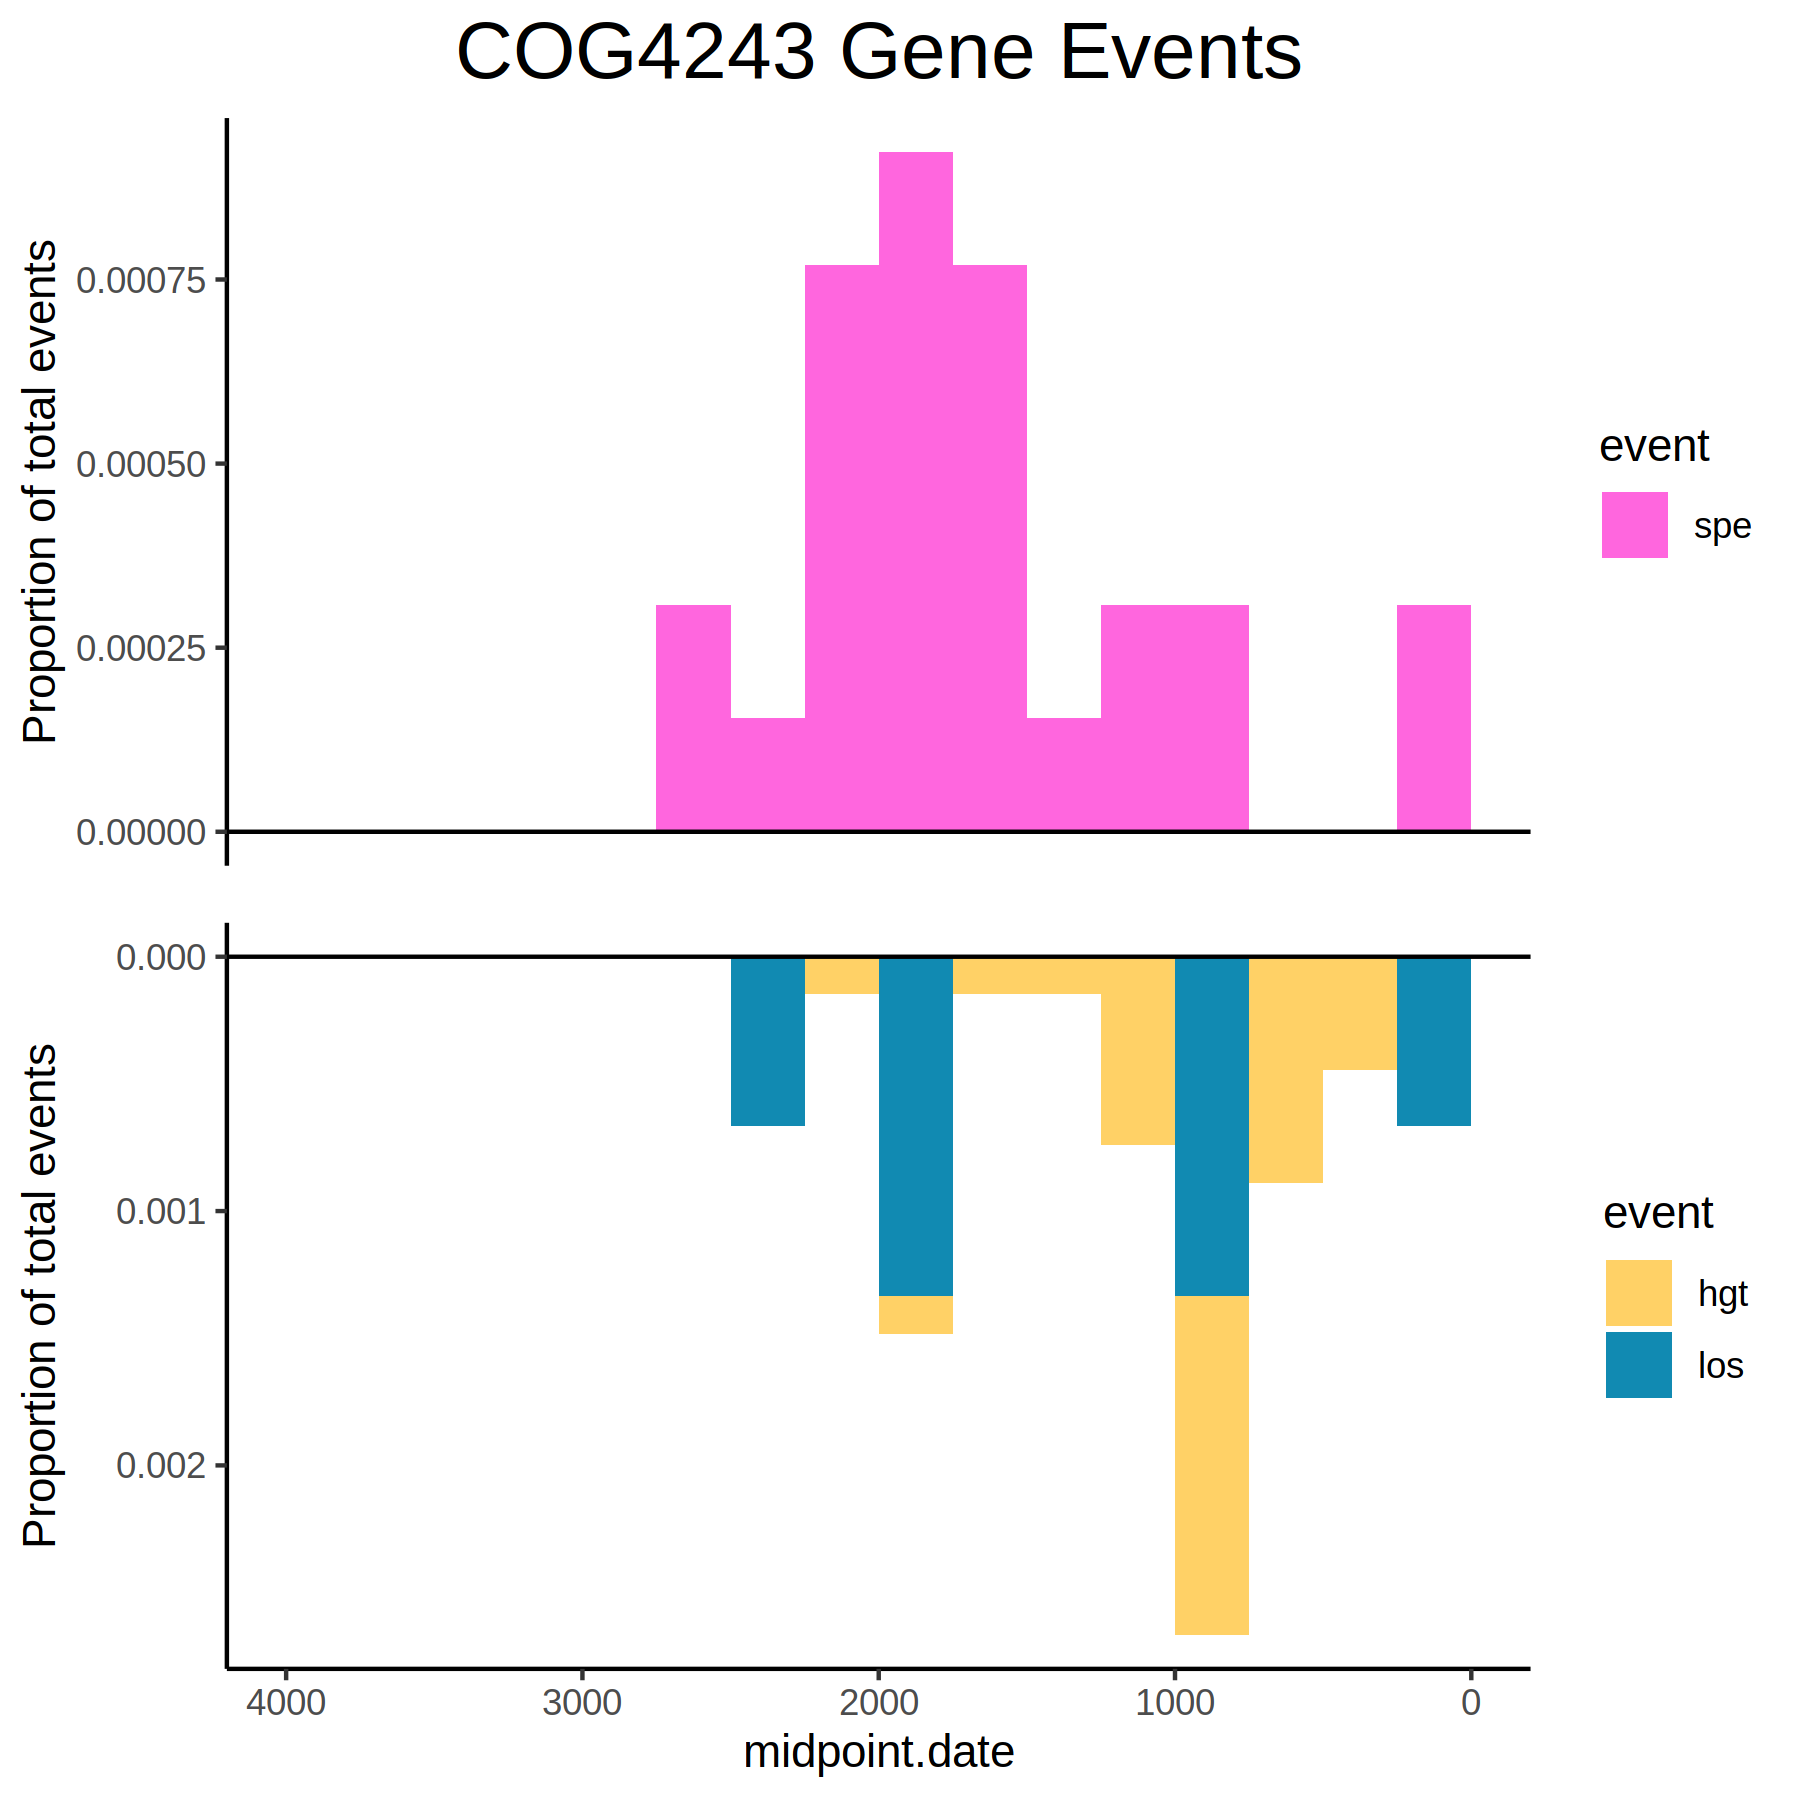 COG4243 Gene Events
Proportion of total events
0.00075
0.00050
0.00025
0.00000
event
spe
Proportion of total events
0.000
0.001
0.002
event
hgt
los
4000 3000 2000 1000 0
midpoint.date